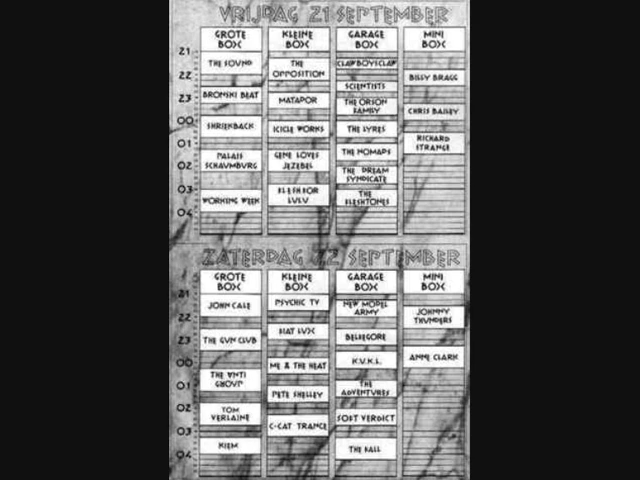 VRIJDAG 21 SEPTEMBER
GROTE BOX
KLEINE BOX
GARAGE BOX
MINI BOX
21
22
23
00
01
02
03
04
THE SOUND
BRONSKI BEAT
SHRIEKBACK
PALAIS
SCHAUMBURG
WORKING WEEK
THE
OPPOSITION
MATADOR
ICICLE WORKS
GENE LOVES
JEZEBEL
FLESH FOR
LULU
CLAWBOYSCLAW
SCIENTISTS
THE ORSON
FAMILY
THE LYRES
THE NOMADS
THE DREAM
SYNDICATE
THE
FLESHTONES
BILLY BRAGG
CHRIS BAILEY
RICHARD
STRANGE
ZATERDAG 22 SEPTEMBER
GROTE BOX
KLEINE BOX
GARAGE BOX
MINI BOX
21
22
23
00
01
02
03
04
JOHN CALE
THE GUN CLUB
THE ANTI
GROUP
TOM
VERLAINE
KIEM
PSYCHIC TV
FIAT LUX
ME & THE HEAT
PETE SHELLEY
C-CAT TRANCE
NEW MODEL
ARMY
BELFEGORE
K.U.K.L.
THE
ADVENTURES
SOFT VERDICT
THE FALL
JOHNNY
THUNDERS
ANNE CLARK